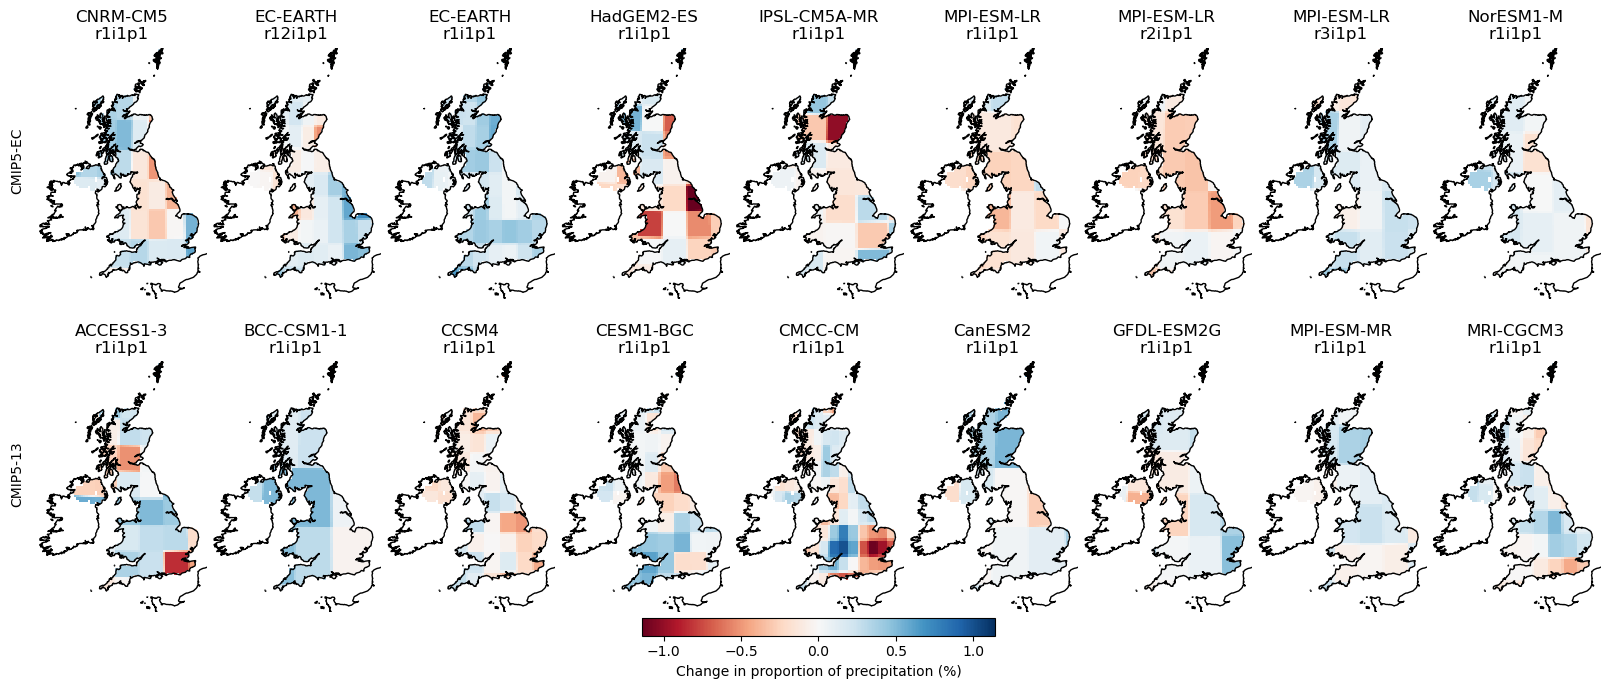 CNRM-CM5
r1i1p1
EC-EARTH
r12i1p1
EC-EARTH
r1i1p1
HadGEM2-ES
r1i1p1
IPSL-CM5A-MR
r1i1p1
MPI-ESM-LR
r1i1p1
MPI-ESM-LR
r2i1p1
MPI-ESM-LR
r3i1p1
NorESM1-M
r1i1p1
CMIP5-EC
ACCESS1-3
r1i1p1
BCC-CSM1-1
r1i1p1
CCSM4
r1i1p1
CESM1-BGC
r1i1p1
CMCC-CM
r1i1p1
CanESM2
r1i1p1
GFDL-ESM2G
r1i1p1
MPI-ESM-MR
r1i1p1
MRI-CGCM3
r1i1p1
CMIP5-13
−1.0 −0.5 0.0 0.5 1.0
Change in proportion of precipitation (%)